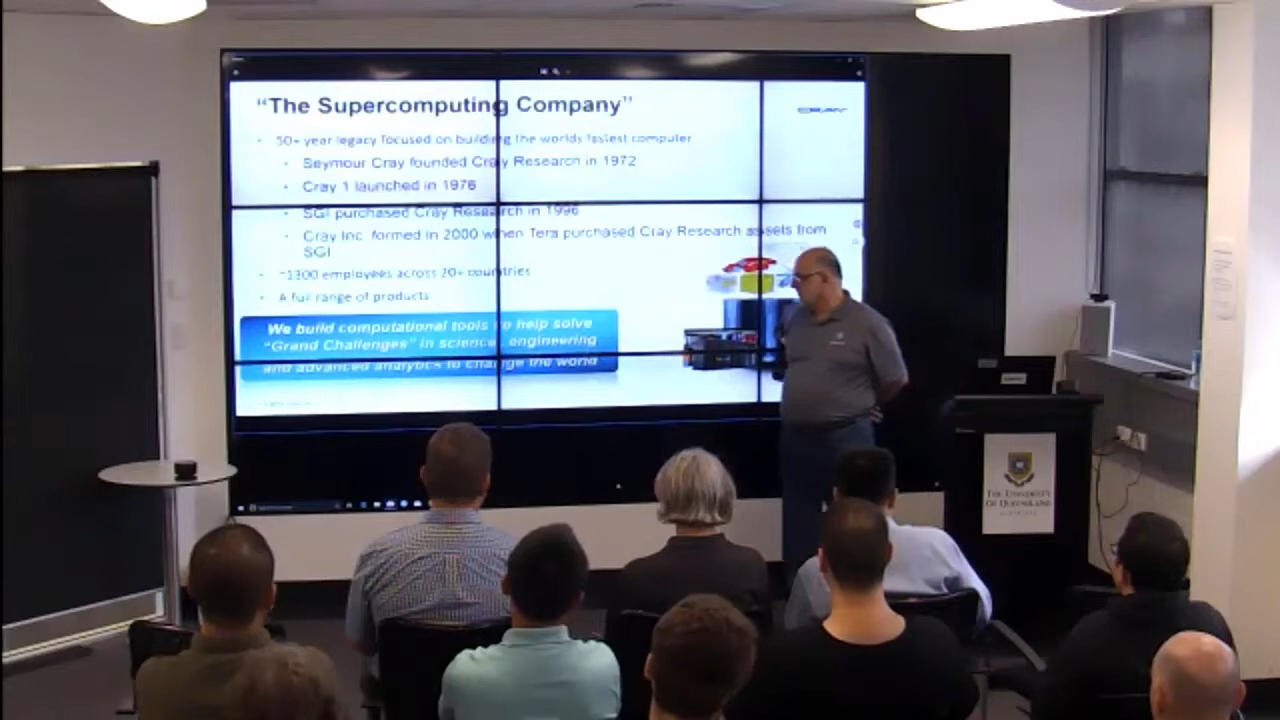 “The Supercomputing Company”
CRAY
50+ year legacy focused on building the worlds fastest computer
Seymour Cray founded Cray Research in 1972
Cray 1 launched in 1976
SGI purchased Cray Research in 1996
Cray Inc. formed in 2000 when Tera purchased Cray Research assets from
SGI
~1300 employees across 20+ countries
A full range of products
We build computational tools to help solve
“Grand Challenges” in science, engineering
and advanced analytics to change the world
THE UNIVERSITY
OF QUEENSLAND
AUSTRALIA